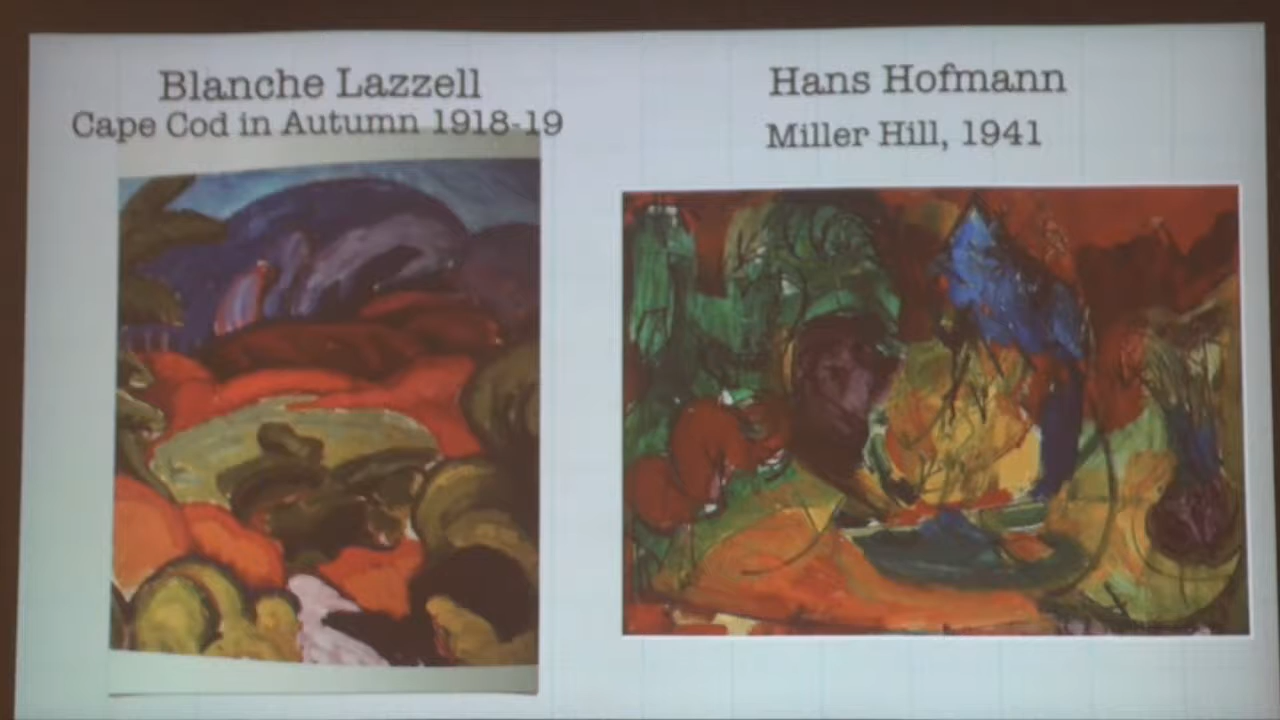 Blanche Lazzell
Cape Cod in Autumn 1918-19
Hans Hofmann
Miller Hill, 1941